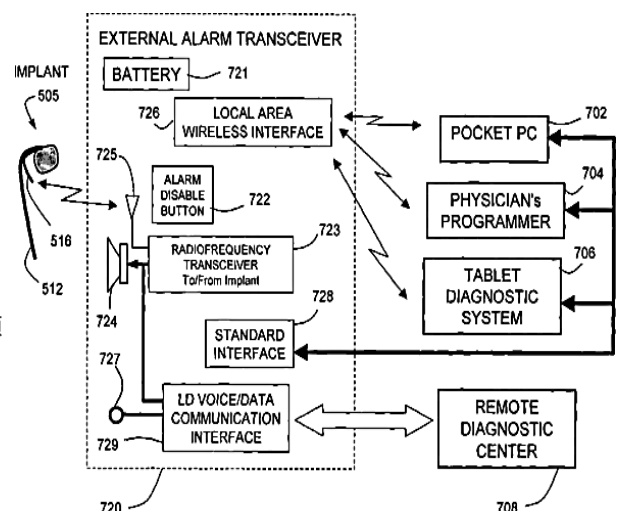 EXTERNAL ALARM TRANSCEIVER
IMPLANT
505
BATTERY
721
726
LOCAL AREA
WIRELESS INTERFACE
702
POCKET PC
725
ALARM
DISABLE
BUTTON
722
704
PHYSICIAN's
PROGRAMMER
516
512
RADIOFREQUENCY
TRANSCEIVER
To/From Implant
723
724
706
TABLET
DIAGNOSTIC
SYSTEM
728
STANDARD
INTERFACE
727
LD VOICE/DATA
COMMUNICATION
INTERFACE
729
REMOTE
DIAGNOSTIC
CENTER
720
708